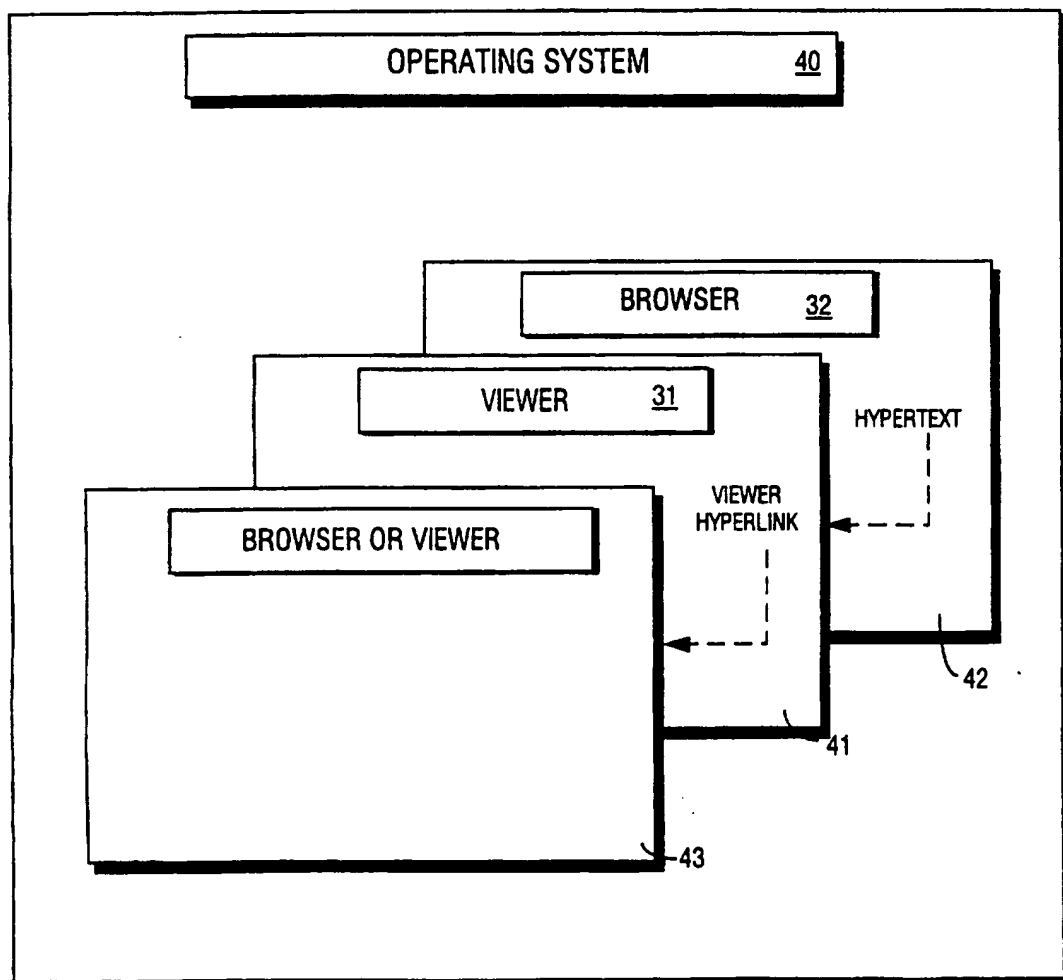 OPERATING SYSTEM 40
BROWSER 32
VIEWER 31
HYPERTEXT
VIEWER
HYPERLINK
BROWSER OR VIEWER
42
41
43